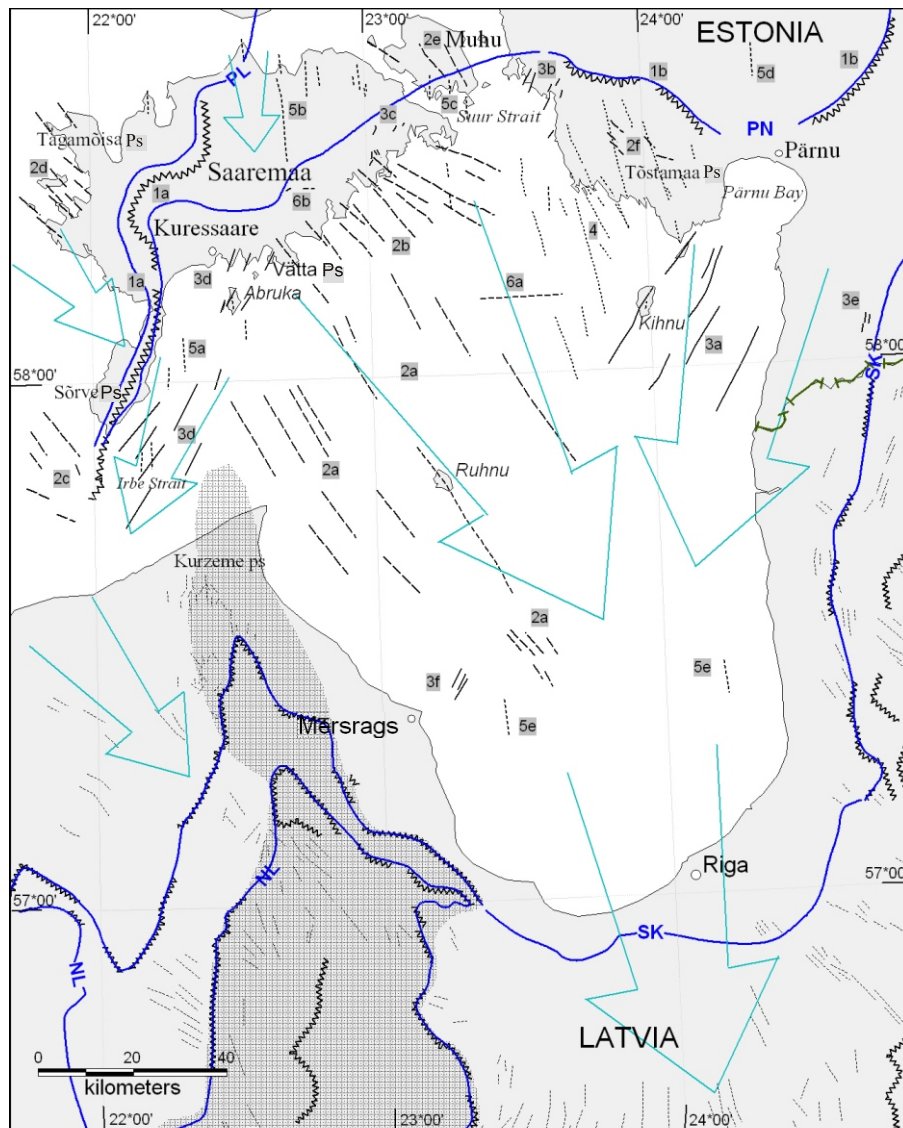 22°00' 23°00' 24°00'
ESTONIA
2e Muhu
PL
3b
1b
5d
1b
5b
5c
3c
Suur Strait
PN
Tagamõisa Ps
2f
Pärnu
2d
Saaremaa
Tõstamaa Ps
Pärnu Bay
1a
6b
Kuressaare
4
2b
Vätta Ps
1a
3d
6a
Abruka
3e
Kihnu
3a
5a
58°00'
58°00'
2a
SK
Sõrve Ps
3d
2a
Ruhnu
2c
Irbe Strait
Kurzeme ps
2a
3f
5e
Mersrags
5e
Riga
NL
57°00'
57°00'
SK
NL
LATVIA
0 20 40
kilometers
22°00' 23°00' 24°00'